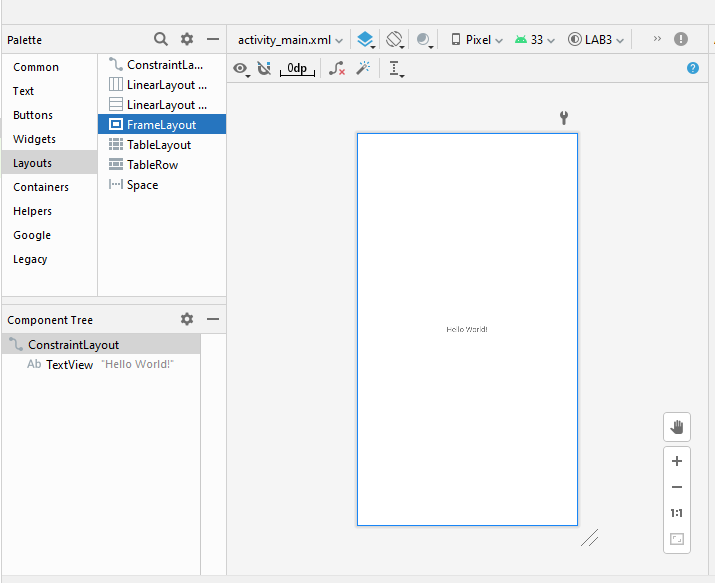 Palette
activity_main.xml
Pixel
33
LAB3
0dp
Common
Text
Buttons
Widgets
Layouts
Containers
Helpers
Google
Legacy
ConstraintLa...
LinearLayout ...
LinearLayout ...
FrameLayout
TableLayout
TableRow
Space
Component Tree
ConstraintLayout
Ab TextView "Hello World!"
Hello World!
1:1